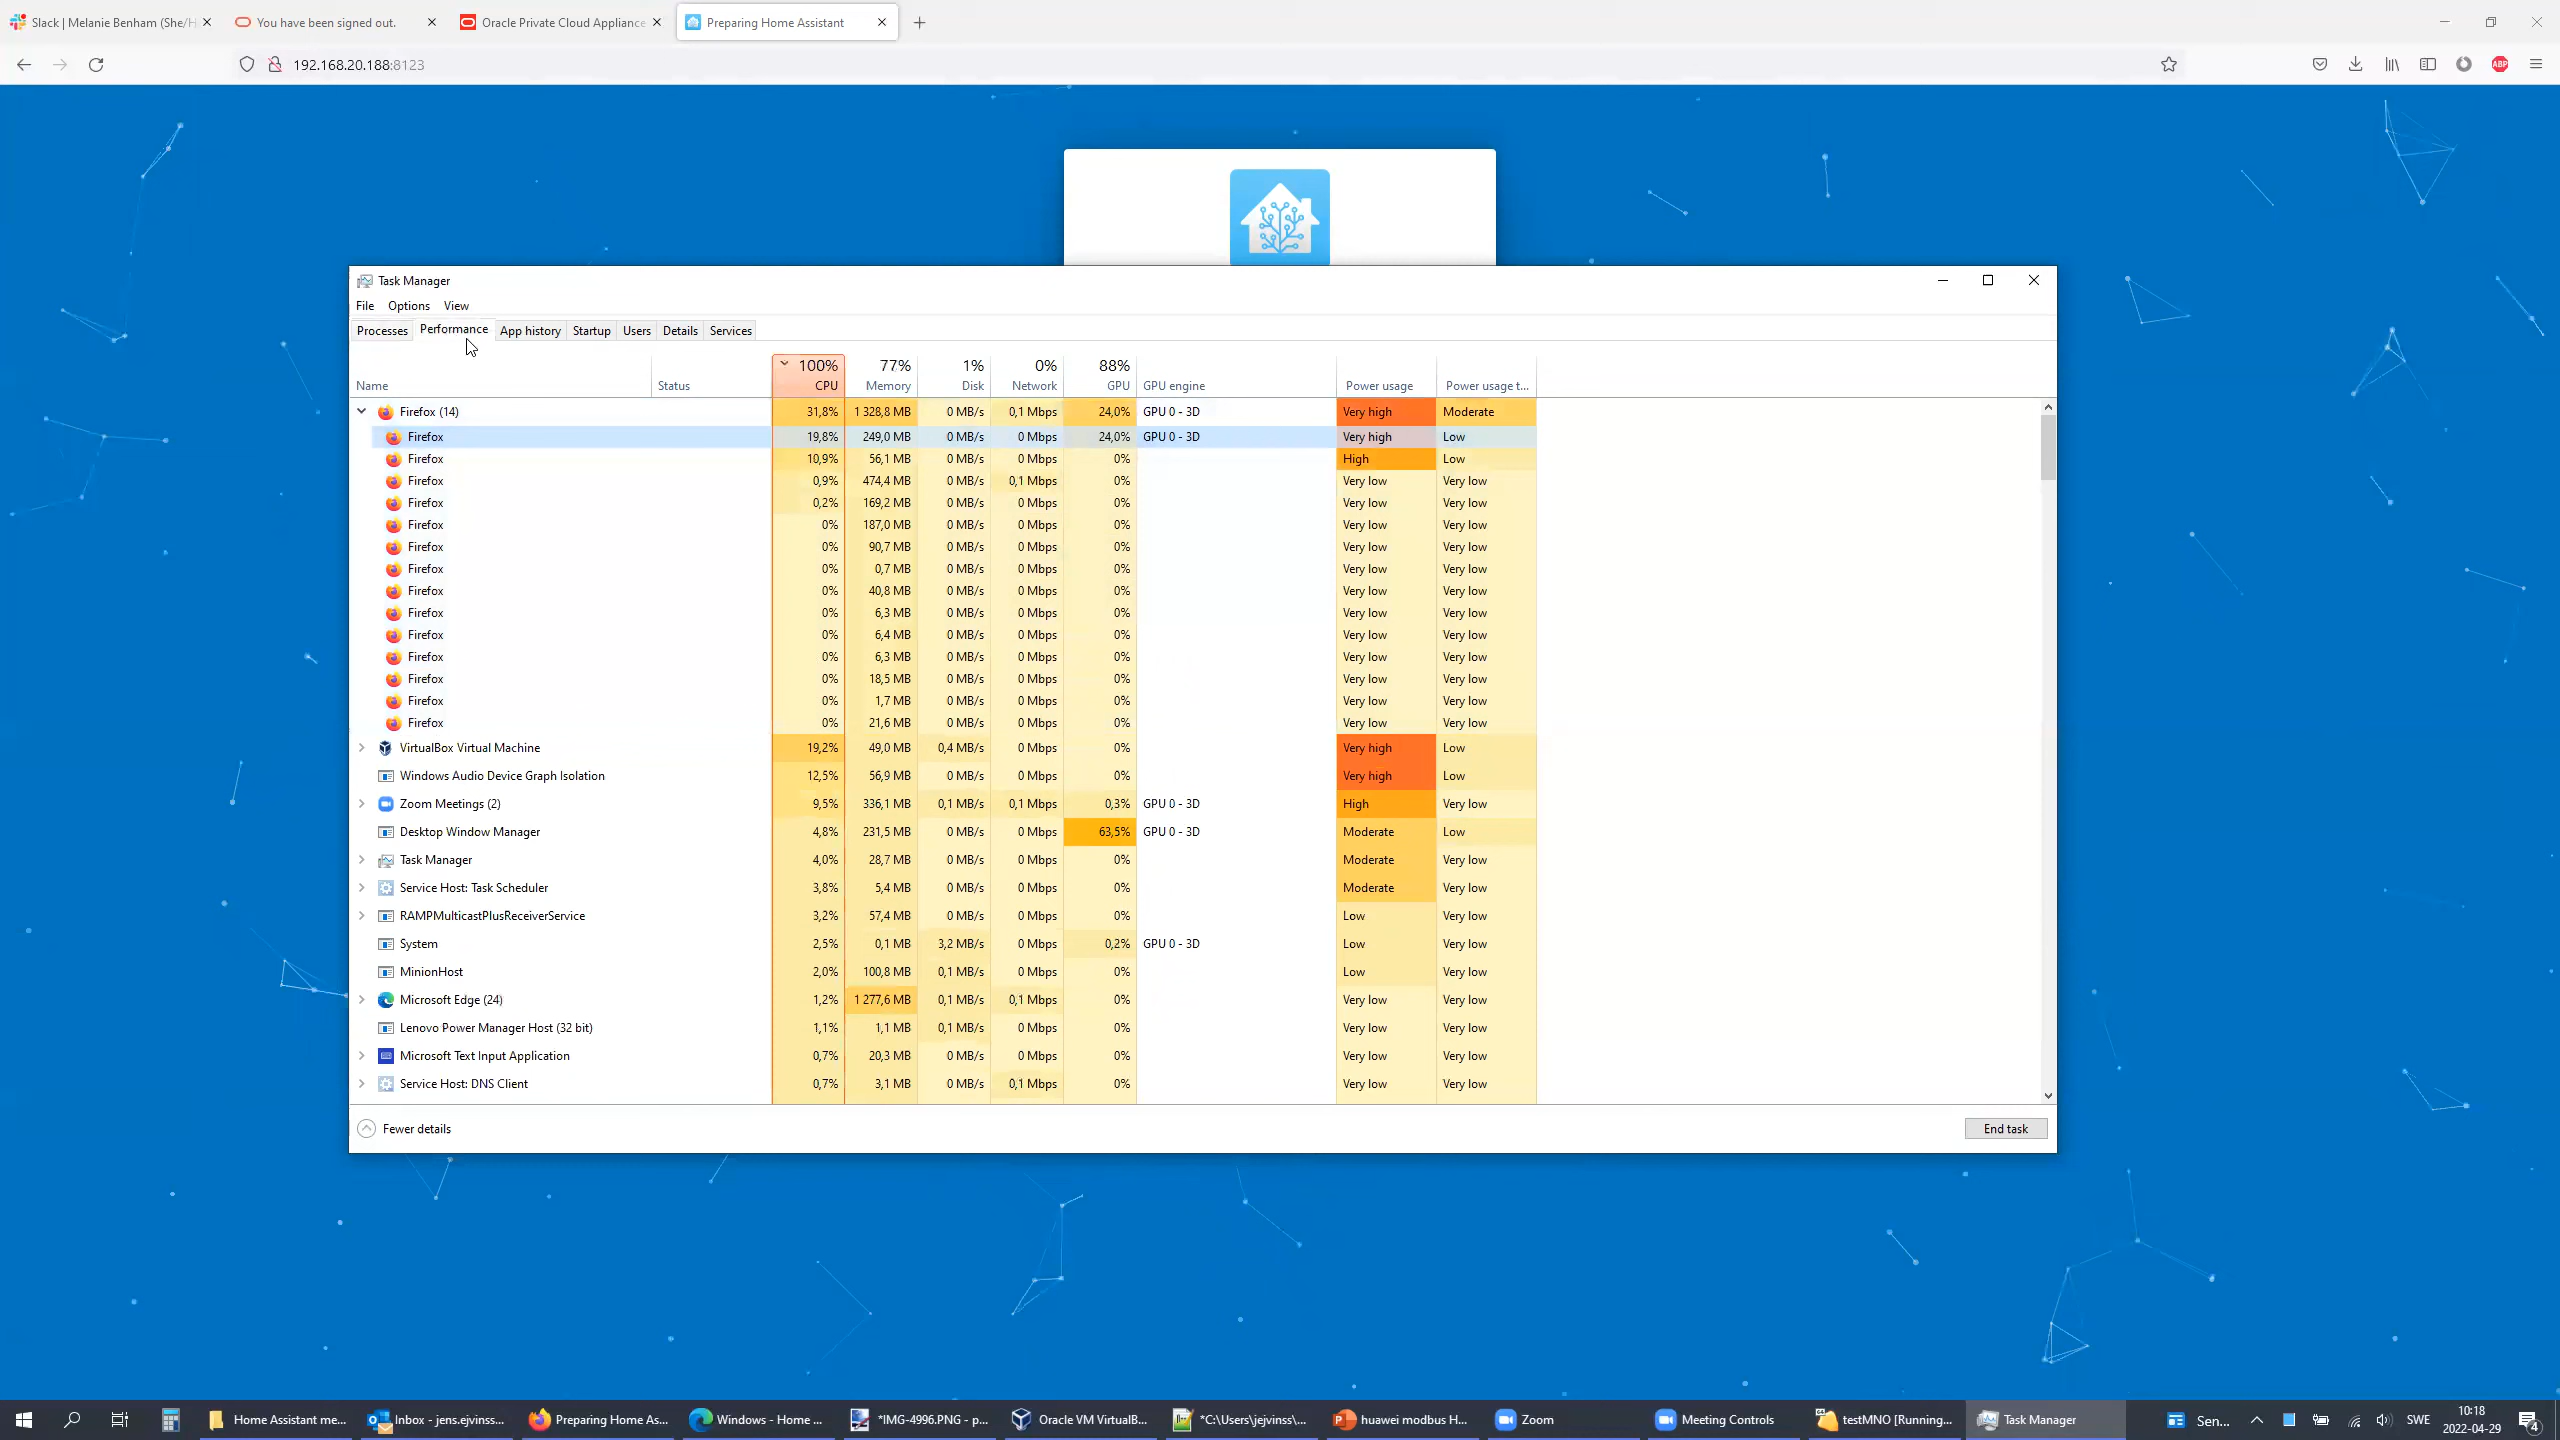 Slack | Melanie Benham (She/H
You have been signed out.
Oracle Private Cloud Appliance
Preparing Home Assistant
192.168.20.188:8123
ABP
Task Manager
File Options View
Processes Performance App history Startup Users Details Services
100% 77% 1% 0% 88%
Name Status CPU Memory Disk Network GPU GPU engine Power usage Power usage t...
Firefox (14) 31,8% 1 328,8 MB 0 MB/s 0,1 Mbps 24,0% GPU 0 - 3D Very high Moderate
Firefox 19,8% 249,0 MB 0 MB/s 0 Mbps 24,0% GPU 0 - 3D Very high Low
Firefox 10,9% 56,1 MB 0 MB/s 0 Mbps 0% High Low
Firefox 0,9% 474,4 MB 0 MB/s 0,1 Mbps 0% Very low Very low
Firefox 0,2% 169,2 MB 0 MB/s 0 Mbps 0% Very low Very low
Firefox 0% 187,0 MB 0 MB/s 0 Mbps 0% Very low Very low
Firefox 0% 90,7 MB 0 MB/s 0 Mbps 0% Very low Very low
Firefox 0% 0,7 MB 0 MB/s 0 Mbps 0% Very low Very low
Firefox 0% 40,8 MB 0 MB/s 0 Mbps 0% Very low Very low
Firefox 0% 6,3 MB 0 MB/s 0 Mbps 0% Very low Very low
Firefox 0% 6,4 MB 0 MB/s 0 Mbps 0% Very low Very low
Firefox 0% 6,3 MB 0 MB/s 0 Mbps 0% Very low Very low
Firefox 0% 18,5 MB 0 MB/s 0 Mbps 0% Very low Very low
Firefox 0% 1,7 MB 0 MB/s 0 Mbps 0% Very low Very low
Firefox 0% 21,6 MB 0 MB/s 0 Mbps 0% Very low Very low
VirtualBox Virtual Machine 19,2% 49,0 MB 0,4 MB/s 0 Mbps 0% Very high Low
Windows Audio Device Graph Isolation 12,5% 56,9 MB 0 MB/s 0 Mbps 0% Very high Low
Zoom Meetings (2) 9,5% 336,1 MB 0,1 MB/s 0,1 Mbps 0,3% GPU 0 - 3D High Very low
Desktop Window Manager 4,8% 231,5 MB 0 MB/s 0 Mbps 63,5% GPU 0 - 3D Moderate Low
Task Manager 4,0% 28,7 MB 0 MB/s 0 Mbps 0% Moderate Very low
Service Host: Task Scheduler 3,8% 5,4 MB 0 MB/s 0 Mbps 0% Moderate Very low
RAMPMulticastPlusReceiverService 3,2% 57,4 MB 0 MB/s 0 Mbps 0% Low Very low
System 2,5% 0,1 MB 3,2 MB/s 0 Mbps 0,2% GPU 0 - 3D Low Very low
MinionHost 2,0% 100,8 MB 0,1 MB/s 0 Mbps 0% Low Very low
Microsoft Edge (24) 1,2% 1 277,6 MB 0,1 MB/s 0,1 Mbps 0% Very low Very low
Lenovo Power Manager Host (32 bit) 1,1% 1,1 MB 0,1 MB/s 0 Mbps 0% Very low Very low
Microsoft Text Input Application 0,7% 20,3 MB 0 MB/s 0 Mbps 0% Very low Very low
Service Host: DNS Client 0,7% 3,1 MB 0 MB/s 0,1 Mbps 0% Very low Very low
Fewer details End task
Home Assistant me...
Inbox - jens.ejvinss...
Preparing Home As...
Windows - Home ...
*IMG-4996.PNG - p...
Oracle VM VirtualB...
*C:\Users\jejvinss\...
huawei modbus H...
Zoom
Meeting Controls
testMNO [Running...
Task Manager
Sen...
SWE
10:18
2022-04-29
4